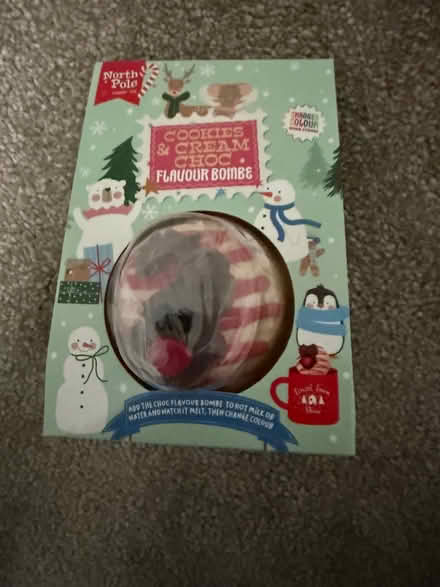 North
Pole
COOKIES
& CREAM
CHOC
FLAVOUR BOMBE
COLOUR
ADD THE CHOC FLAVOUR BOMBE TO HOT MILK OR
WATER AND WATCH IT MELT, THEN CHANGE COLOUR